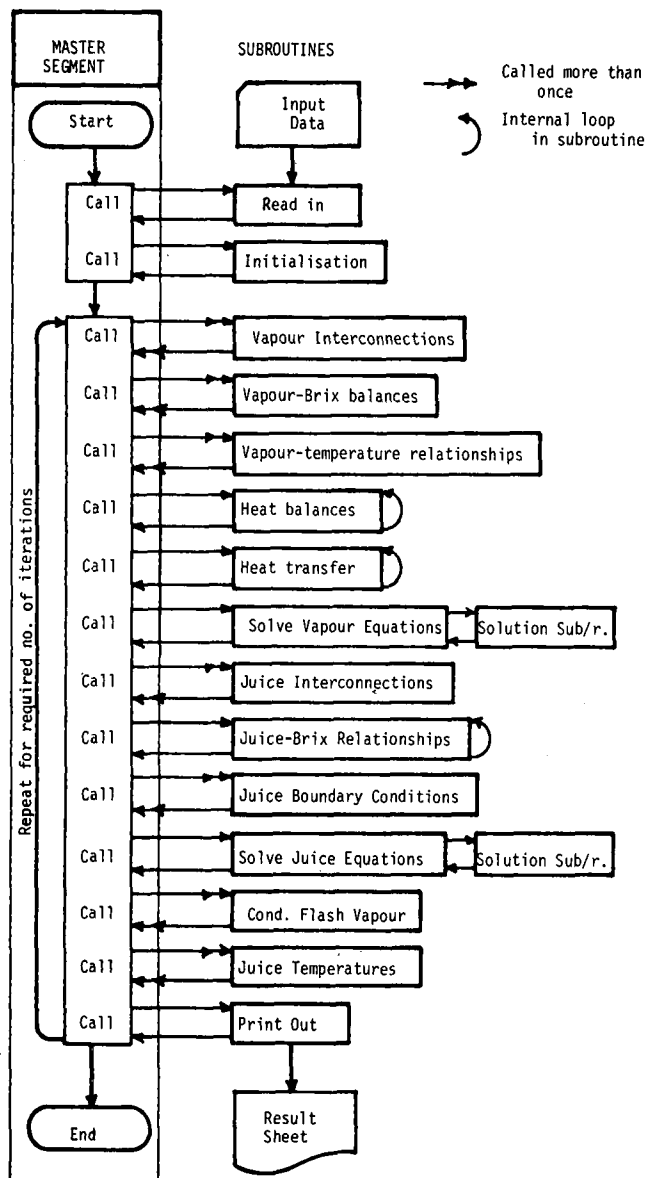 MASTER
SEGMENT
SUBROUTINES
Called more than
once
Internal loop
in subroutine
Start
Input
Data
Call
Read in
Call
Initialisation
Call
Vapour Interconnections
Call
Vapour-Brix balances
Call
Vapour-temperature relationships
Call
Heat balances
Call
Heat transfer
Call
Solve Vapour Equations
Solution Sub/r.
Call
Juice Interconnections
Call
Juice-Brix Relationships
Call
Juice Boundary Conditions
Call
Solve Juice Equations
Solution Sub/r.
Call
Cond. Flash Vapour
Call
Juice Temperatures
Call
Print Out
Repeat for required no. of iterations
End
Result
Sheet